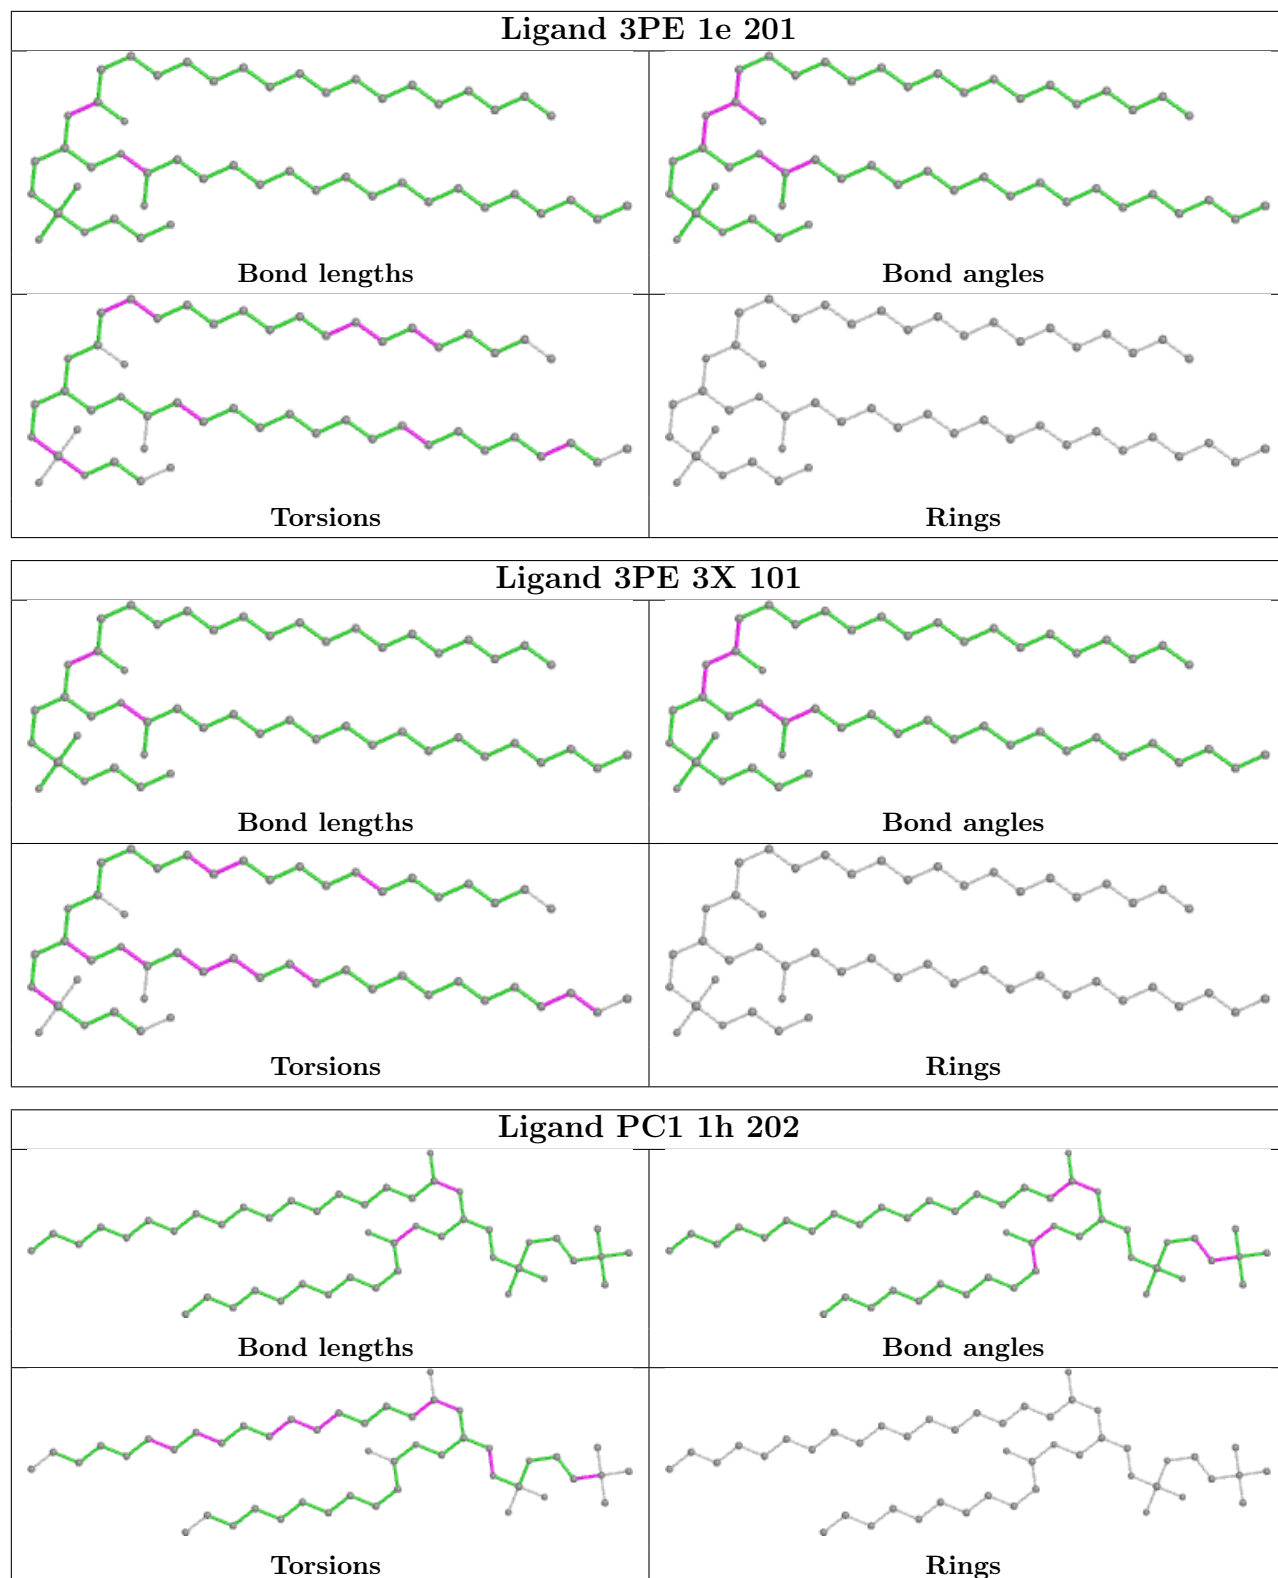 Ligand 3PE 1e 201
Bond lengths
Bond angles
Torsions
Rings
Ligand 3PE 3X 101
Bond lengths
Bond angles
Torsions
Rings
Ligand PC1 1h 202
Bond lengths
Bond angles
Torsions
Rings